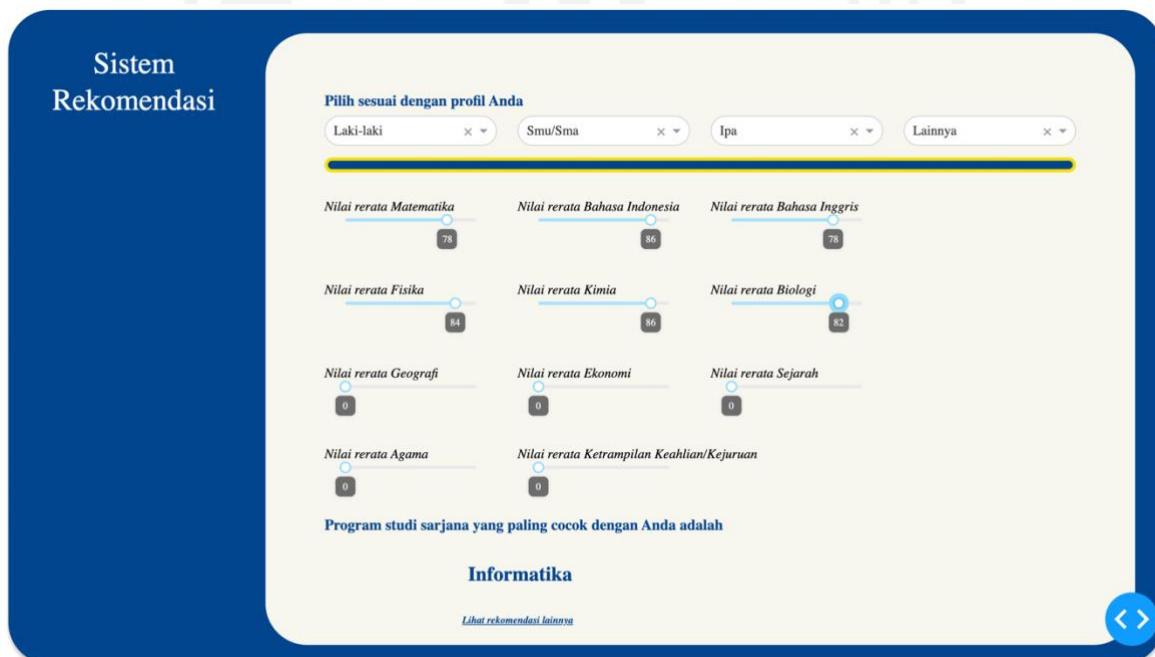 Sistem
Rekomendasi
Pilih sesuai dengan profil Anda
Laki-laki
Smu/Sma
Ipa
Lainnya
Nilai rerata Matematika
Nilai rerata Bahasa Indonesia
Nilai rerata Bahasa Inggris
78
86
78
Nilai rerata Fisika
Nilai rerata Kimia
Nilai rerata Biologi
84
86
82
Nilai rerata Geografi
Nilai rerata Ekonomi
Nilai rerata Sejarah
0
0
0
Nilai rerata Agama
Nilai rerata Ketrampilan Keahlian/Kejuruan
0
0
Program studi sarjana yang paling cocok dengan Anda adalah
Informatika
Lihat rekomendasi lainnya